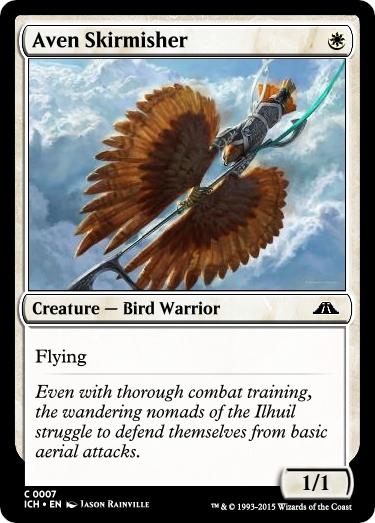 Aven Skirmisher
Creature — Bird Warrior
Flying
Even with thorough combat training,
the wandering nomads of the Ilhuil
struggle to defend themselves from basic
aerial attacks.
1/1
C 0007
ICH • EN JASON RAINVILLE
™ & © 1993-2015 Wizards of the Coast